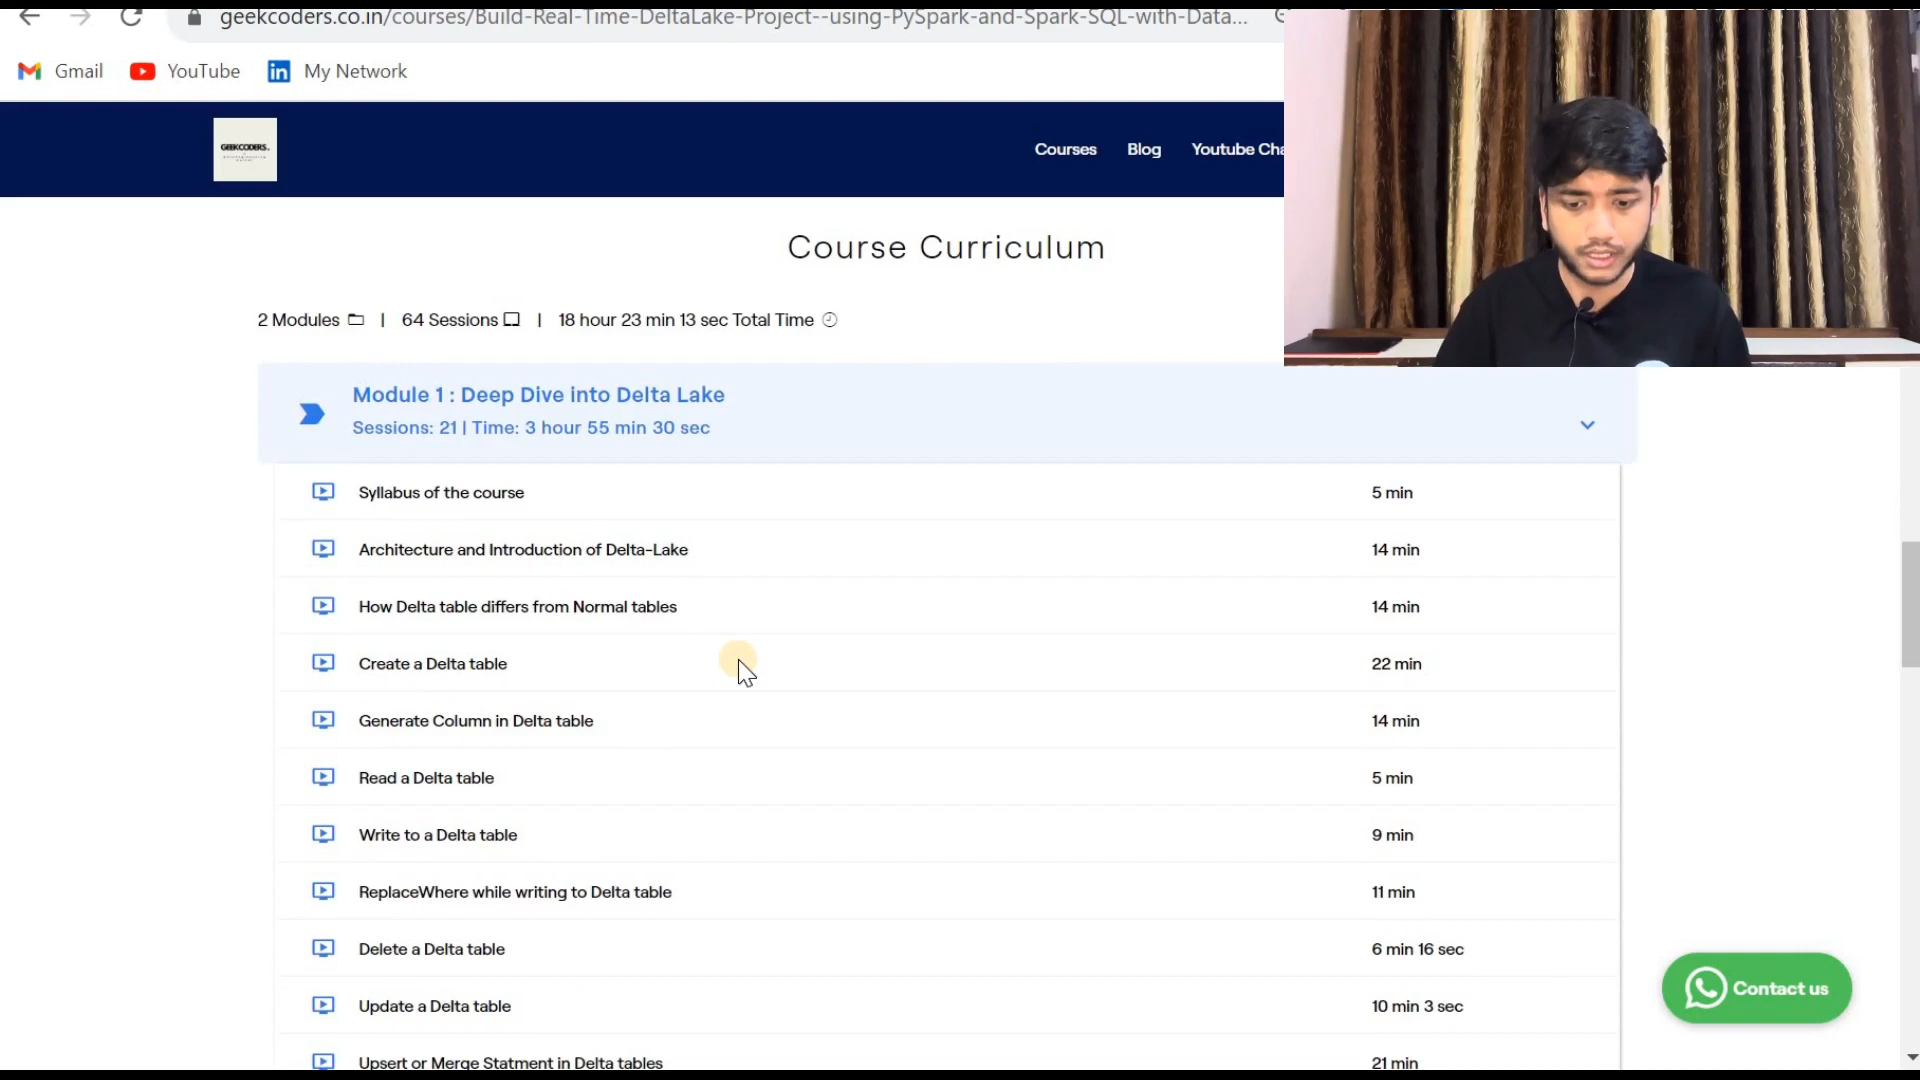 geekcoders.co.in/courses/Build-Real-Time-DeltaLake-Project--using-PySpark-and-Spark-SQL-with-Data...
Gmail YouTube My Network
GEEKCODERS.
Courses Blog Youtube Cha
Course Curriculum
2 Modules | 64 Sessions | 18 hour 23 min 13 sec Total Time
Module 1 : Deep Dive into Delta Lake
Sessions: 21 | Time: 3 hour 55 min 30 sec
Syllabus of the course 5 min
Architecture and Introduction of Delta-Lake 14 min
How Delta table differs from Normal tables 14 min
Create a Delta table 22 min
Generate Column in Delta table 14 min
Read a Delta table 5 min
Write to a Delta table 9 min
ReplaceWhere while writing to Delta table 11 min
Delete a Delta table 6 min 16 sec
Update a Delta table 10 min 3 sec
Upsert or Merge Statment in Delta tables 21 min
Contact us